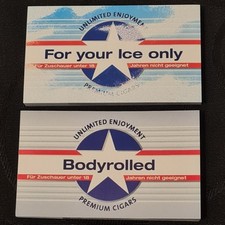 UNLIMITED ENJOYMENT
For your Ice only
Für Zuschauer unter 18 Jahren nicht geeignet
PREMIUM CIGARS
UNLIMITED ENJOYMENT
Bodyrolled
Für Zuschauer unter 18 Jahren nicht geeignet
PREMIUM CIGARS